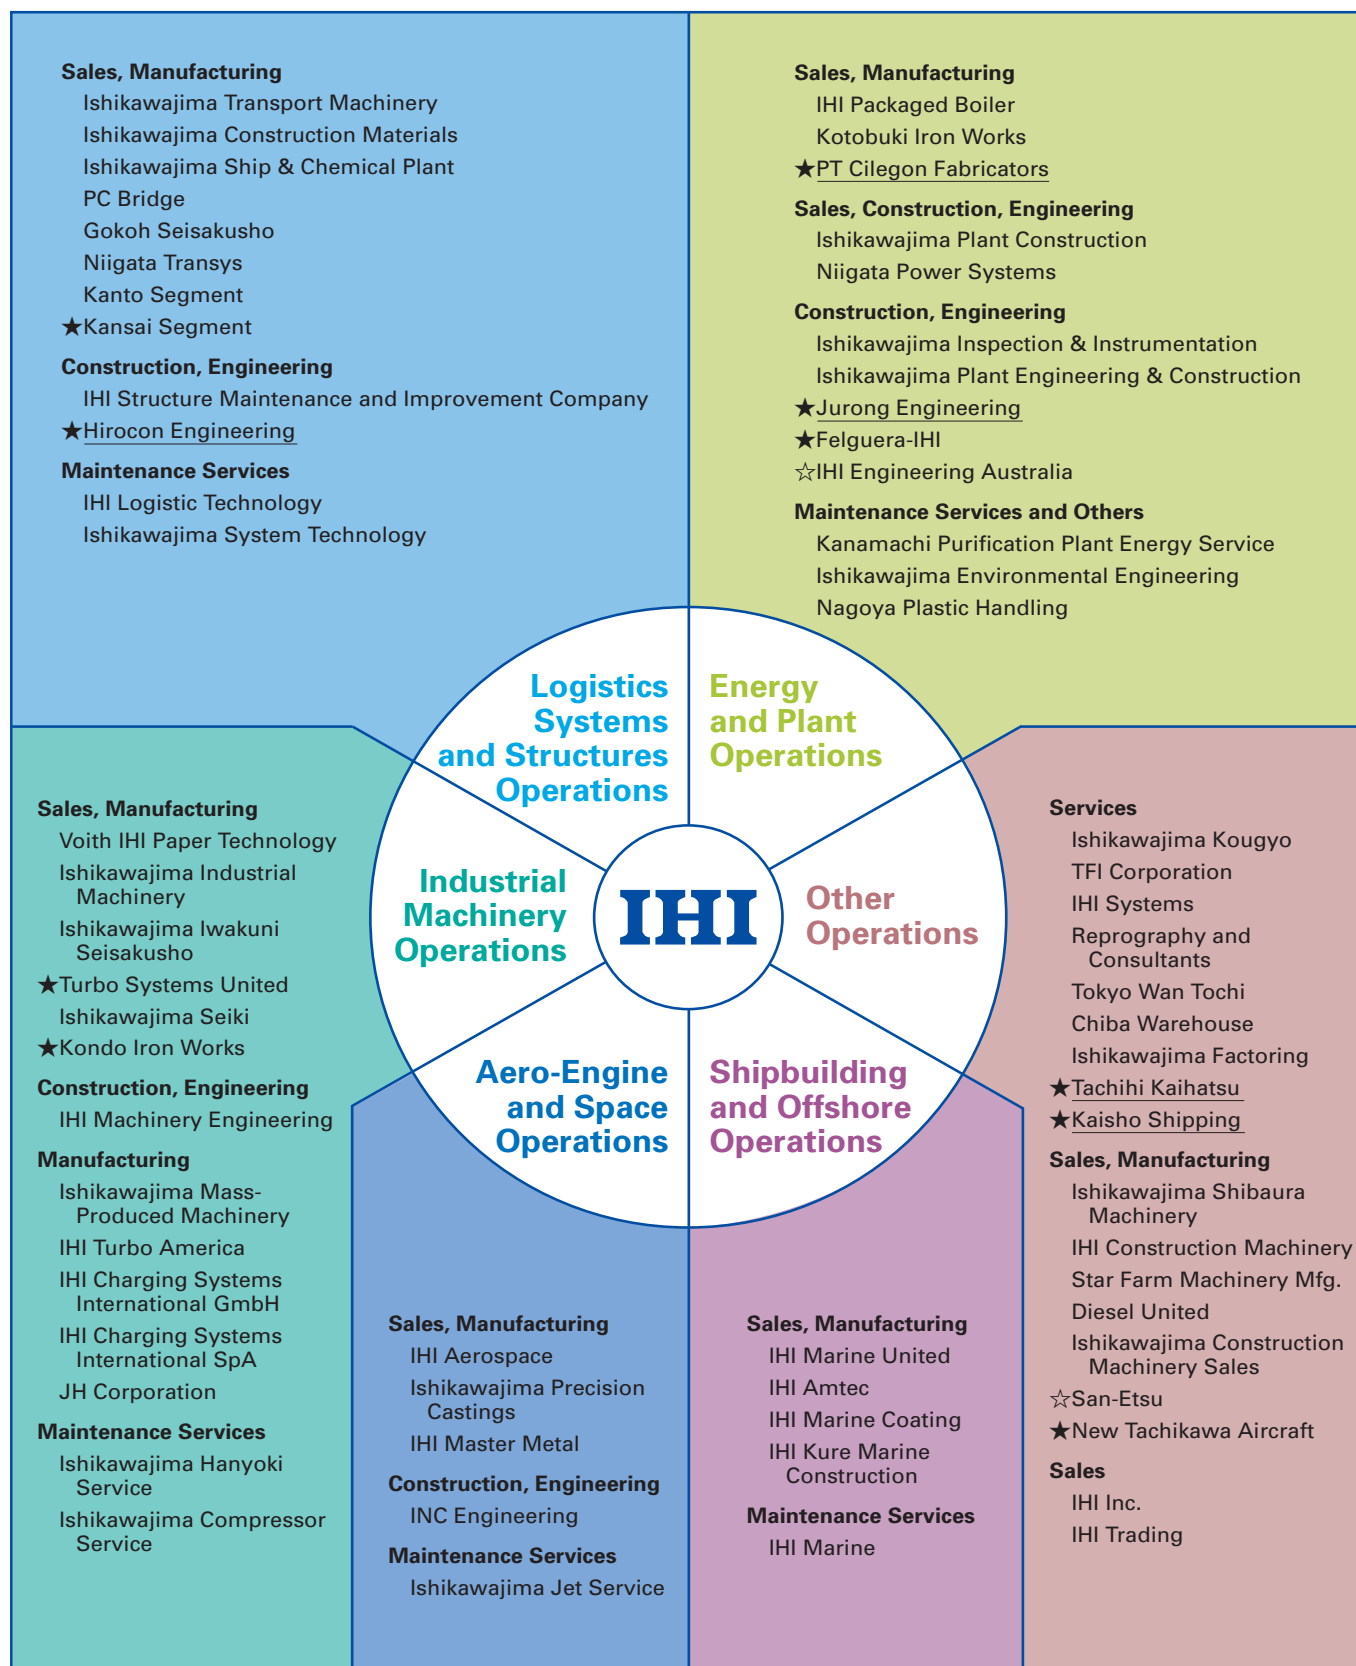 Sales, Manufacturing
Ishikawajima Transport Machinery
Ishikawajima Construction Materials
Ishikawajima Ship & Chemical Plant
PC Bridge
Gokoh Seisakusho
Niigata Transys
Kanto Segment
★Kansai Segment
Construction, Engineering
IHI Structure Maintenance and Improvement Company
★Hirocon Engineering
Maintenance Services
IHI Logistic Technology
Ishikawajima System Technology
Sales, Manufacturing
IHI Packaged Boiler
Kotobuki Iron Works
★PT Cilegon Fabricators
Sales, Construction, Engineering
Ishikawajima Plant Construction
Niigata Power Systems
Construction, Engineering
Ishikawajima Inspection & Instrumentation
Ishikawajima Plant Engineering & Construction
★Jurong Engineering
★Felguera-IHI
☆IHI Engineering Australia
Maintenance Services and Others
Kanamachi Purification Plant Energy Service
Ishikawajima Environmental Engineering
Nagoya Plastic Handling
Logistics
Systems
and Structures
Operations
Energy
and Plant
Operations
Industrial
Machinery
Operations
IHI
Other
Operations
Aero-Engine
and Space
Operations
Shipbuilding
and Offshore
Operations
Sales, Manufacturing
Voith IHI Paper Technology
Ishikawajima Industrial
Machinery
Ishikawajima Iwakuni
Seisakusho
★Turbo Systems United
Ishikawajima Seiki
★Kondo Iron Works
Construction, Engineering
IHI Machinery Engineering
Manufacturing
Ishikawajima Mass-
Produced Machinery
IHI Turbo America
IHI Charging Systems
International GmbH
IHI Charging Systems
International SpA
JH Corporation
Maintenance Services
Ishikawajima Hanyoki
Service
Ishikawajima Compressor
Service
Sales, Manufacturing
IHI Aerospace
Ishikawajima Precision
Castings
IHI Master Metal
Construction, Engineering
INC Engineering
Maintenance Services
Ishikawajima Jet Service
Sales, Manufacturing
IHI Marine United
IHI Amtec
IHI Marine Coating
IHI Kure Marine
Construction
Maintenance Services
IHI Marine
Services
Ishikawajima Kougyo
TFI Corporation
IHI Systems
Reprography and
Consultants
Tokyo Wan Tochi
Chiba Warehouse
Ishikawajima Factoring
★Tachihi Kaihatsu
★Kaisho Shipping
Sales, Manufacturing
Ishikawajima Shibaura
Machinery
IHI Construction Machinery
Star Farm Machinery Mfg.
Diesel United
Ishikawajima Construction
Machinery Sales
☆San-Etsu
★New Tachikawa Aircraft
Sales
IHI Inc.
IHI Trading